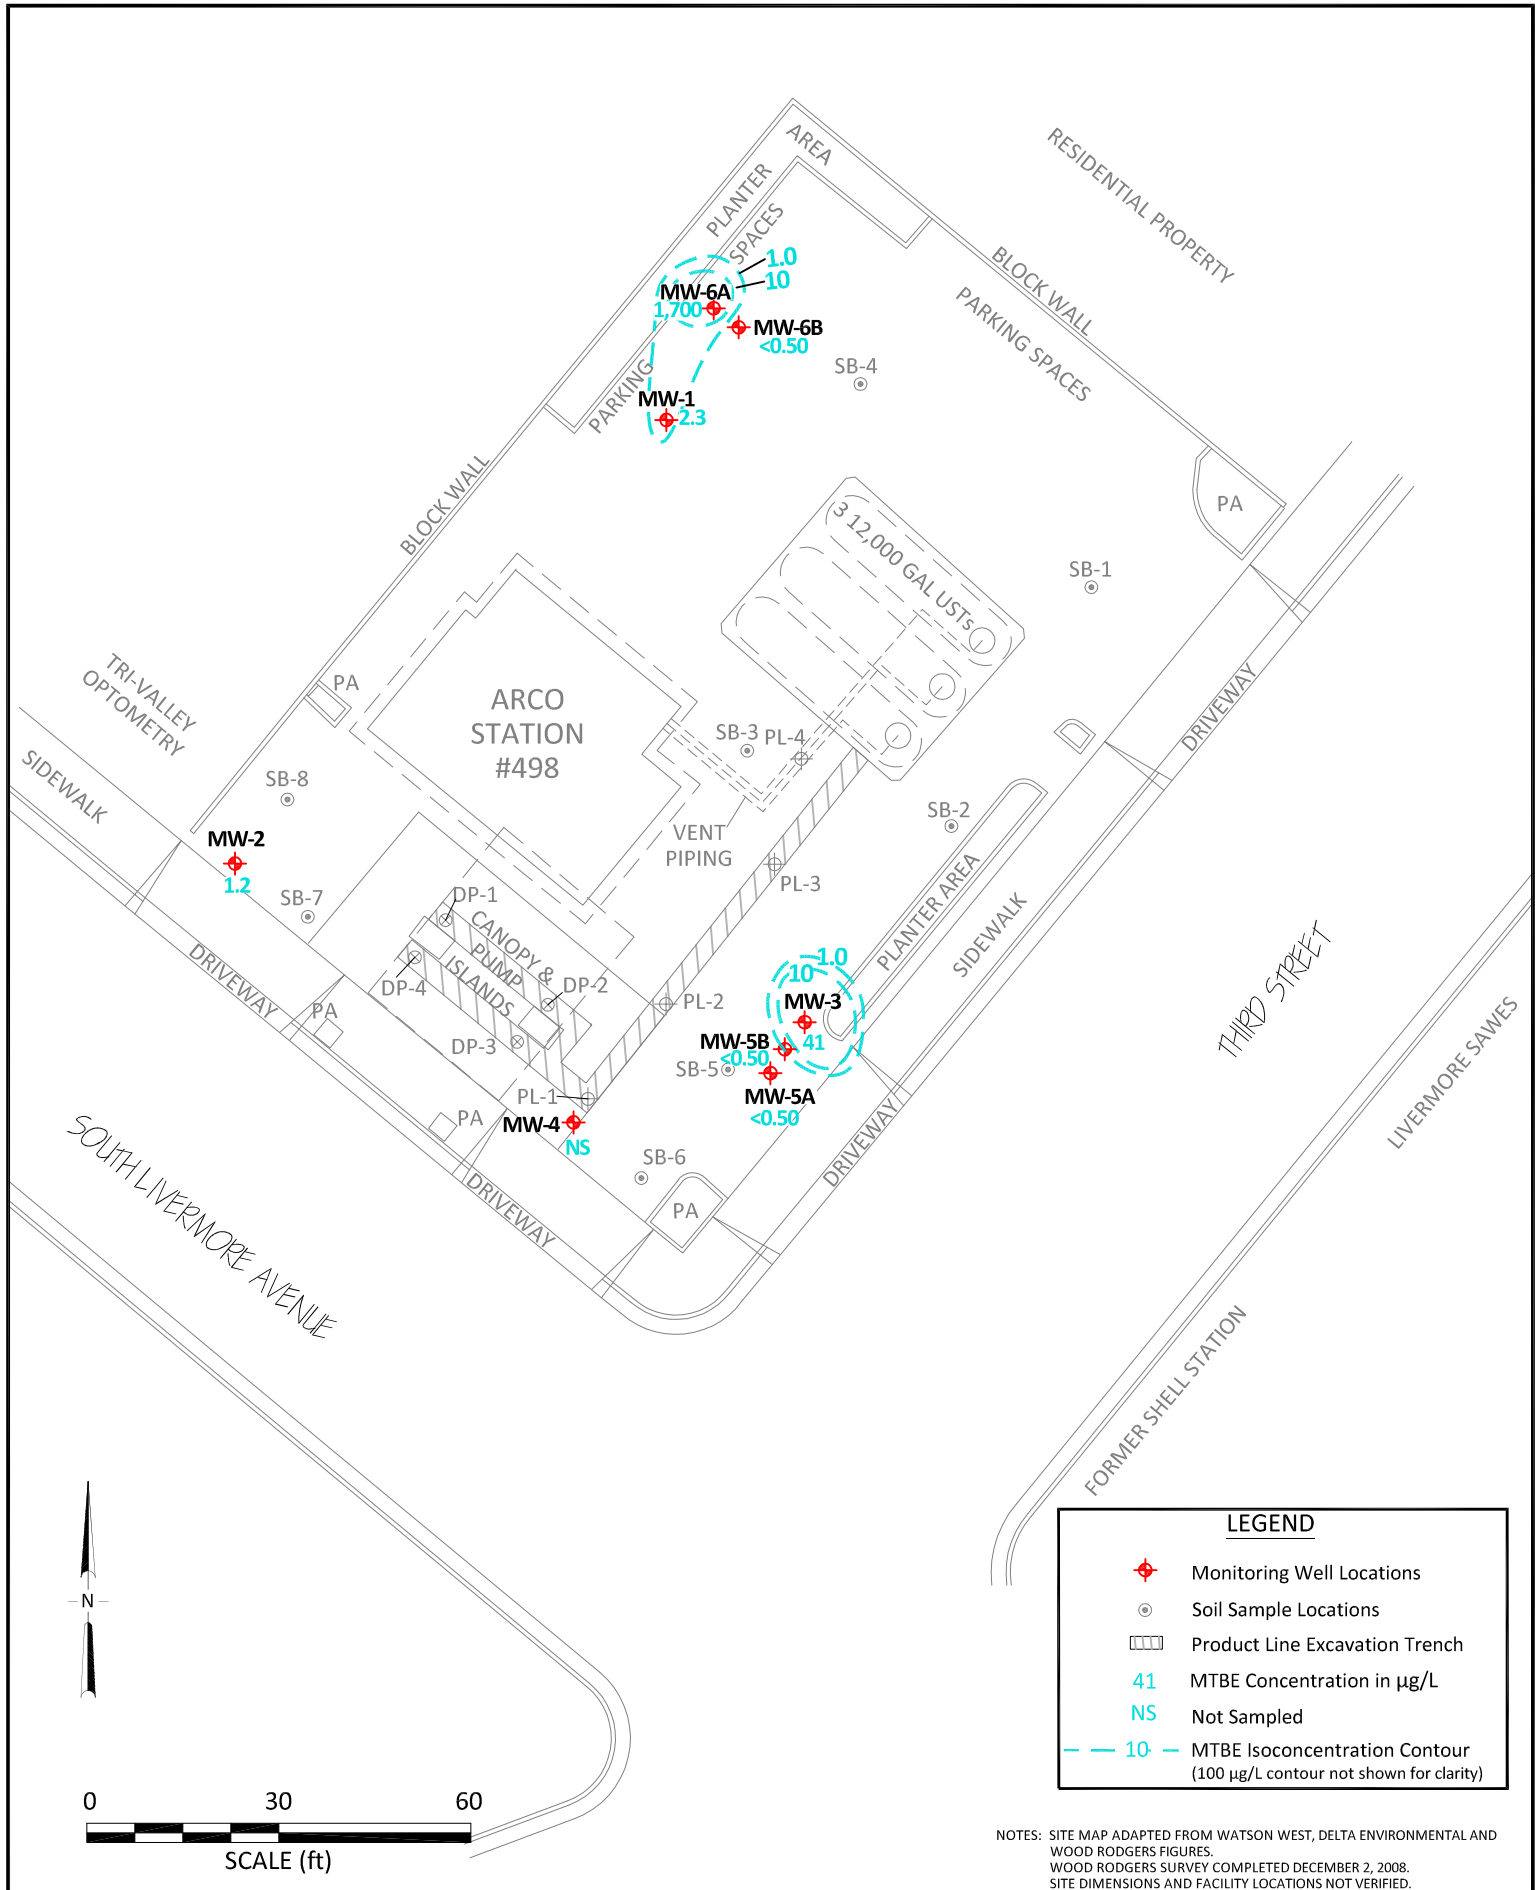 AREA
PLANTER
SPACES
RESIDENTIAL PROPERTY
BLOCK WALL
PARKING SPACES
1.0
10
MW-6A
1,700
MW-6B
<0.50
SB-4
PARKING
MW-1
2.3
BLOCK WALL
PA
3 12,000 GAL USTs
SB-1
TRI-VALLEY
OPTOMETRY
PA
ARCO
STATION
#498
SB-3
PL-4
DRIVEWAY
SIDEWALK
SB-8
SB-2
MW-2
1.2
VENT
PIPING
PL-3
SB-7
DP-1
CANOPY &
PUMP
ISLANDS
PLANTER AREA
SIDEWALK
DRIVEWAY
DP-4
DP-2
PL-2
1.0
10
MW-3
41
THIRD STREET
PA
DP-3
MW-5B
<0.50
SB-5
MW-5A
<0.50
LIVERMORE SAWES
PL-1
PA
MW-4
NS
DRIVEWAY
SB-6
PA
SOUTH LIVERMORE AVENUE
DRIVEWAY
FORMER SHELL STATION
N
LEGEND
Monitoring Well Locations
Soil Sample Locations
Product Line Excavation Trench
41 MTBE Concentration in µg/L
NS Not Sampled
10 MTBE Isoconcentration Contour
(100 µg/L contour not shown for clarity)
0 30 60
SCALE (ft)
NOTES: SITE MAP ADAPTED FROM WATSON WEST, DELTA ENVIRONMENTAL AND
WOOD RODGERS FIGURES.
WOOD RODGERS SURVEY COMPLETED DECEMBER 2, 2008.
SITE DIMENSIONS AND FACILITY LOCATIONS NOT VERIFIED.